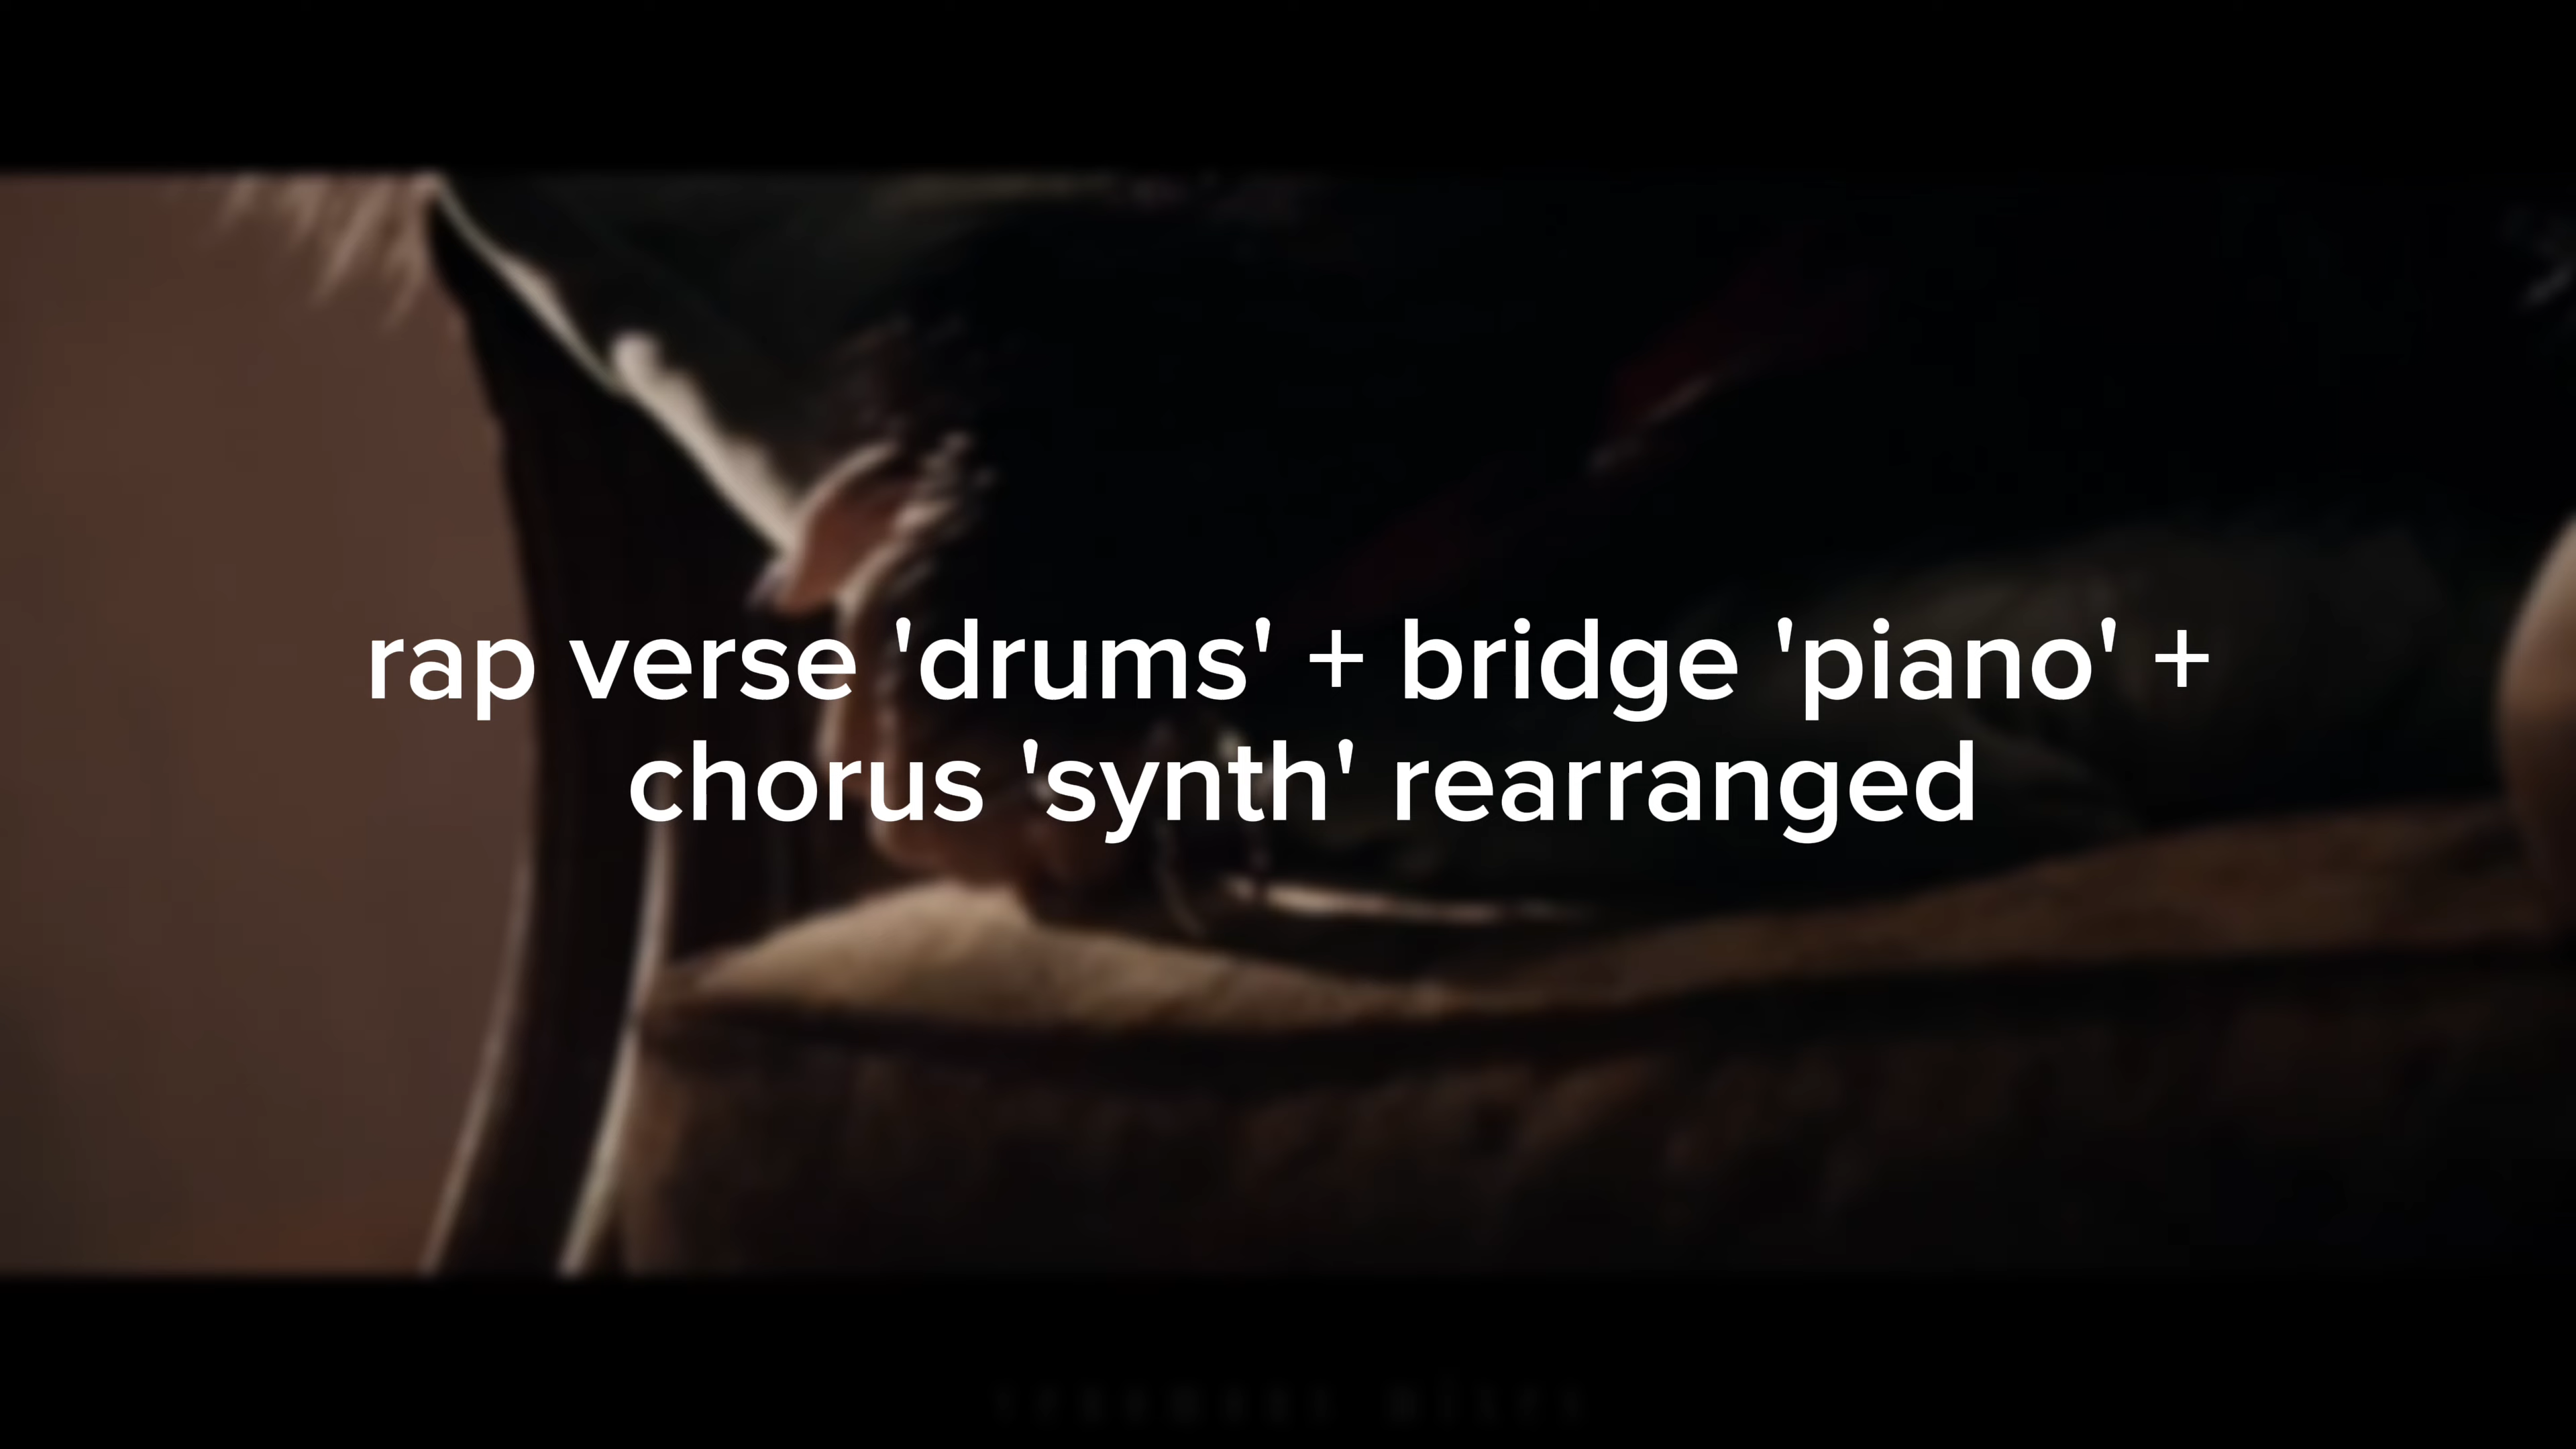 rap verse 'drums' + bridge 'piano' +
chorus 'synth' rearranged